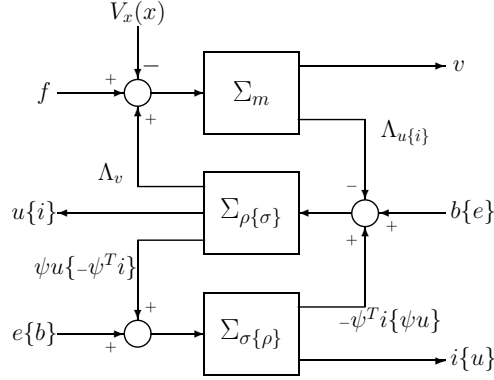 V_x(x)
−
+
f
Σ_m
v
+
Λ_{u{i}}
Λ_v
−
u{i}
Σ_{ρ{σ}}
b{e}
+
+
ψu{-ψ^T i}
+
-ψ^T i{ψu}
e{b}
+
Σ_{σ{ρ}}
i{u}